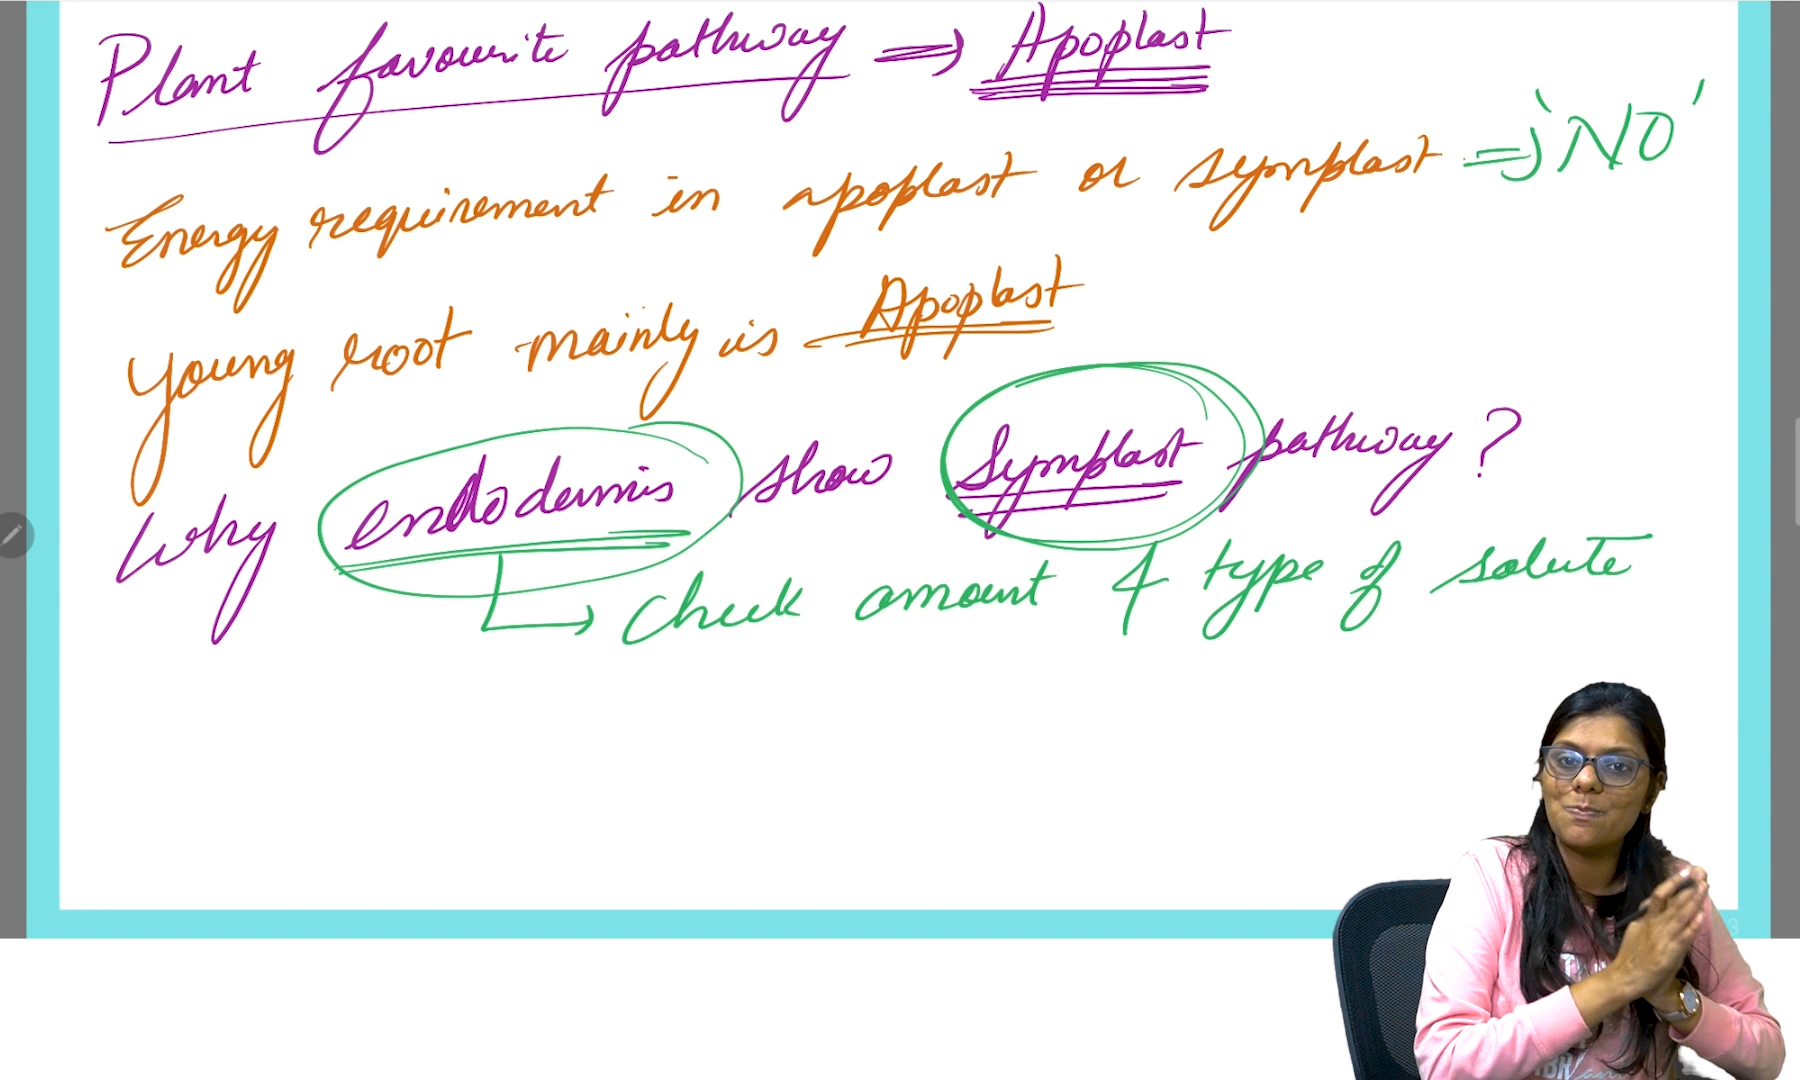 Plant favourite pathway => Apoplast
Energy requirement in apoplast or symplast => 'NO'
Young root mainly is Apoplast
Why endodermis show Symplast pathway?
Check amount & type of solute
3